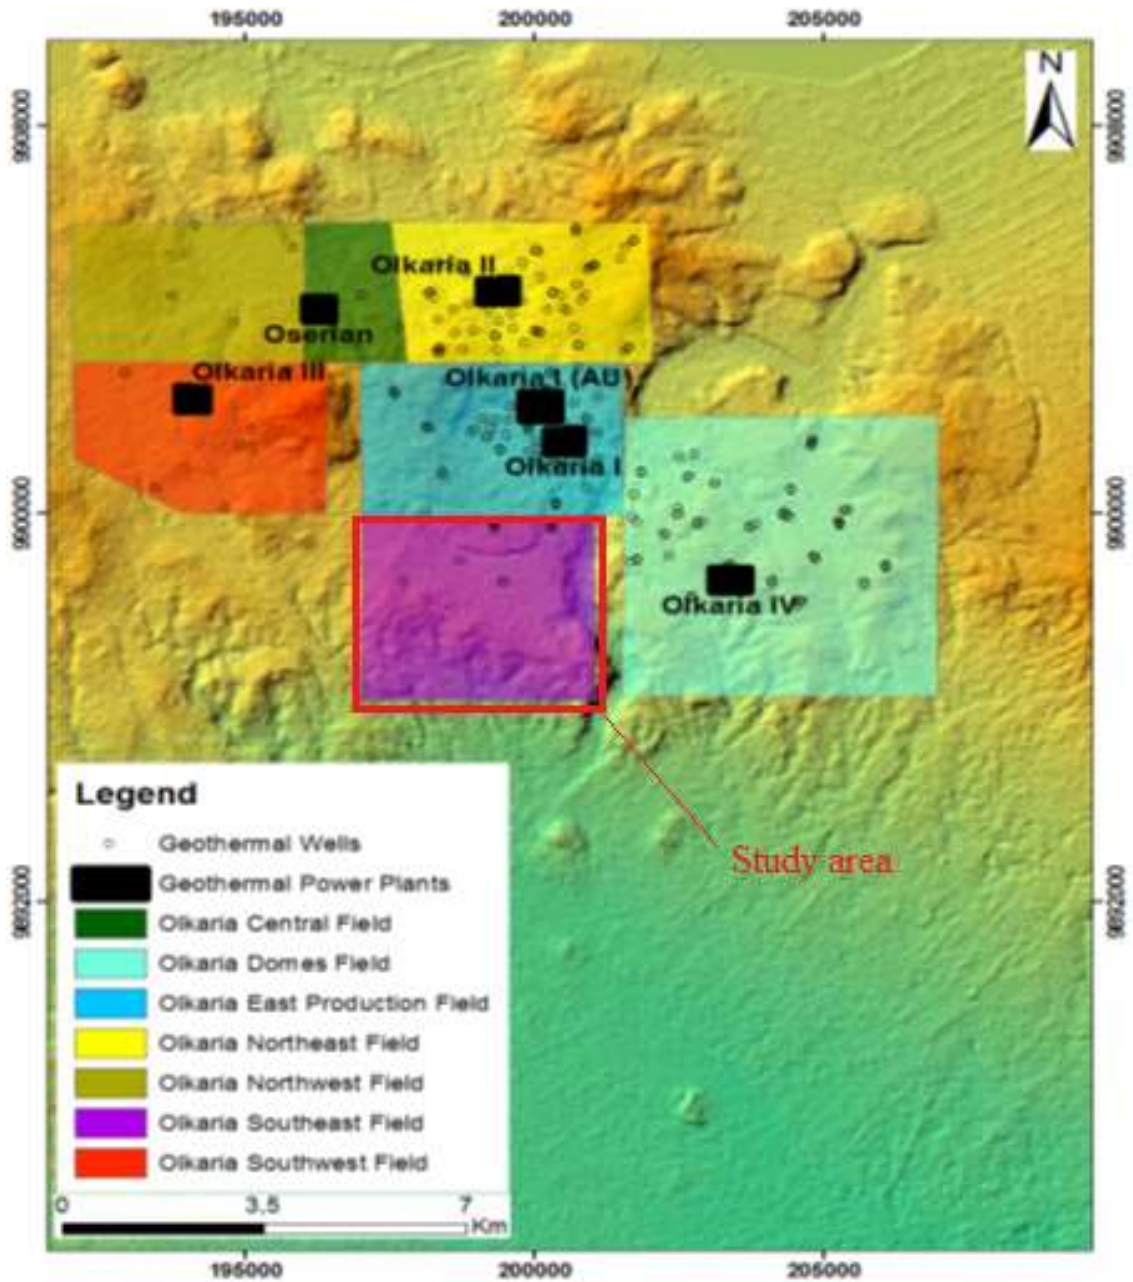 195000 200000 205000
N
9908000 9908000
Olkaria II
Oserian
Olkaria III
Olkaria I (AU)
Olkaria I
9900000 9900000
Olkaria IV
Study area
Legend
Geothermal Wells
Geothermal Power Plants
9892000 9892000
Olkaria Central Field
Olkaria Domes Field
Olkaria East Production Field
Olkaria Northeast Field
Olkaria Northwest Field
Olkaria Southeast Field
Olkaria Southwest Field
0 3.5 7
Km
195000 200000 205000